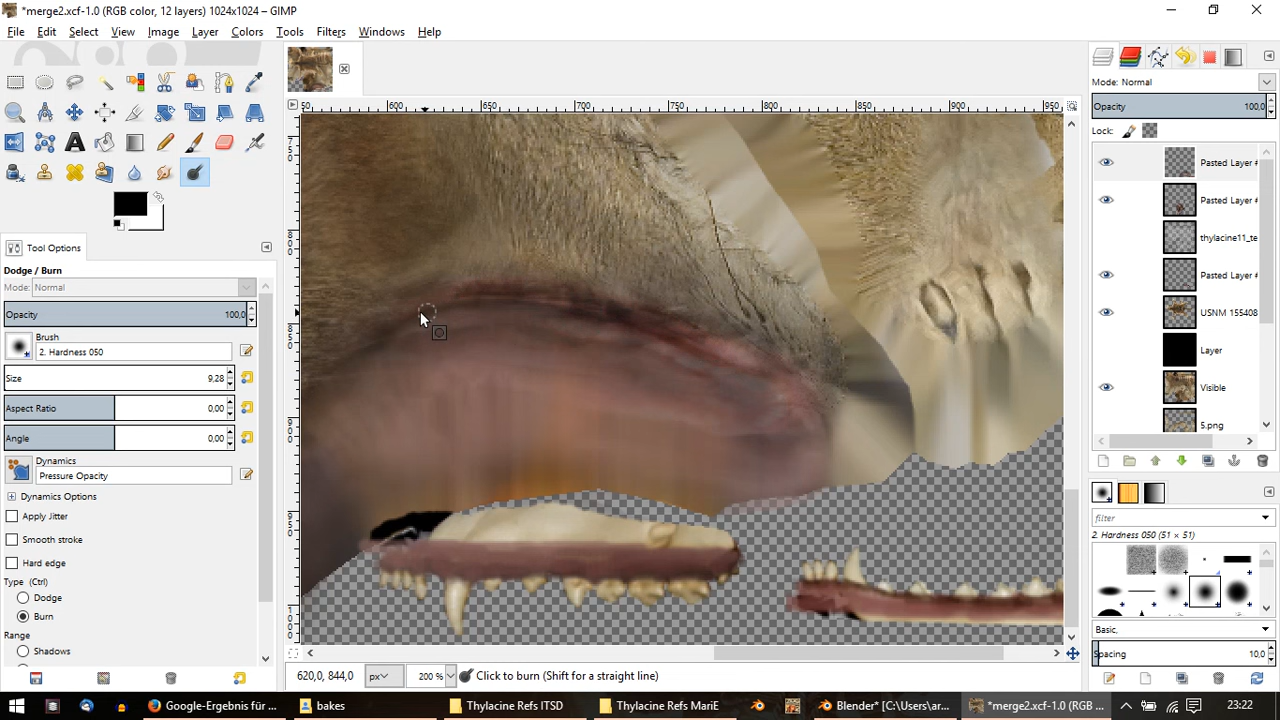 *merge2.xcf-1.0 (RGB color, 12 layers) 1024x1024 – GIMP
File Edit Select View Image Layer Colors Tools Filters Windows Help
Mode: Normal
Opacity 100,0
Lock:
600 650 700 750 800 850 900 950
Pasted Layer #
Pasted Layer #
thylacine11_te
Pasted Layer #
USNM 155408
Layer
Visible
5.png
Tool Options
Dodge / Burn
Mode: Normal
Opacity 100,0
Brush
2. Hardness 050
Size 9,28
Aspect Ratio 0,00
Angle 0,00
Dynamics
Pressure Opacity
Dynamics Options
Apply Jitter
Smooth stroke
Hard edge
Type (Ctrl)
Dodge
Burn
Range
Shadows
filter
2. Hardness 050 (51 × 51)
Basic,
Spacing 10,0
620,0, 844,0 px 200 % Click to burn (Shift for a straight line)
Google-Ergebnis für ... bakes Thylacine Refs ITSD Thylacine Refs MariE Blender* [C:\Users\ar... *merge2.xcf-1.0 (RGB ... 23:22